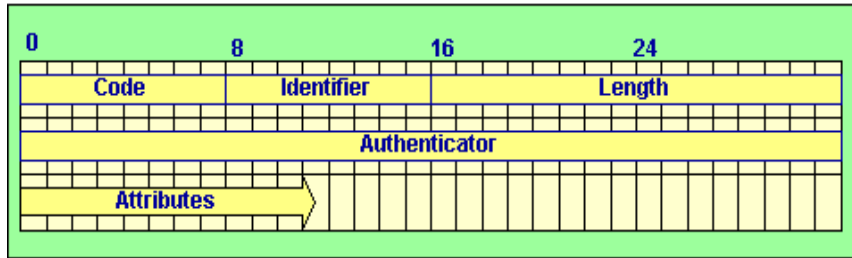 0 8 16 24
Code Identifier Length
Authenticator
Attributes